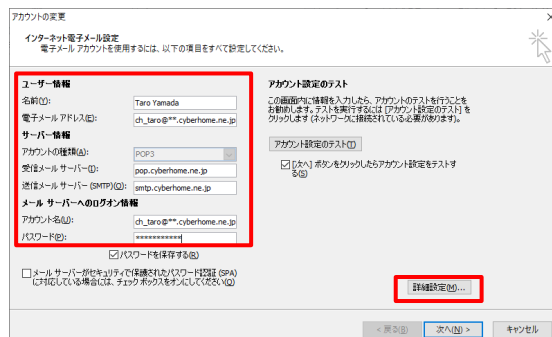 アカウントの変更
インターネット電子メール設定
電子メール アカウントを使用するには、以下の項目をすべて設定してください。
ユーザー情報
名前(Y):
Taro Yamada
電子メール アドレス(E):
ch_taro@**.cyberhome.ne.jp
サーバー情報
アカウントの種類(A):
POP3
受信メール サーバー(I):
pop.cyberhome.ne.jp
送信メール サーバー (SMTP)(O):
smtp.cyberhome.ne.jp
メール サーバーへのログオン情報
アカウント名(U):
ch_taro@**.cyberhome.ne.jp
パスワード(P):
***********
パスワードを保存する(R)
メール サーバーがセキュリティで保護されたパスワード認証 (SPA)
に対応している場合には、チェック ボックスをオンにしてください(Q)
アカウント設定のテスト
この画面内に情報を入力したら、アカウントのテストを行うことを
お勧めします。テストを実行するには [アカウント設定のテスト] を
クリックします (ネットワークに接続されている必要があります)。
アカウント設定のテスト(T)
[次へ] ボタンをクリックしたらアカウント設定をテストす
る(S)
詳細設定(M)...
< 戻る(B)
次へ(N) >
キャンセル